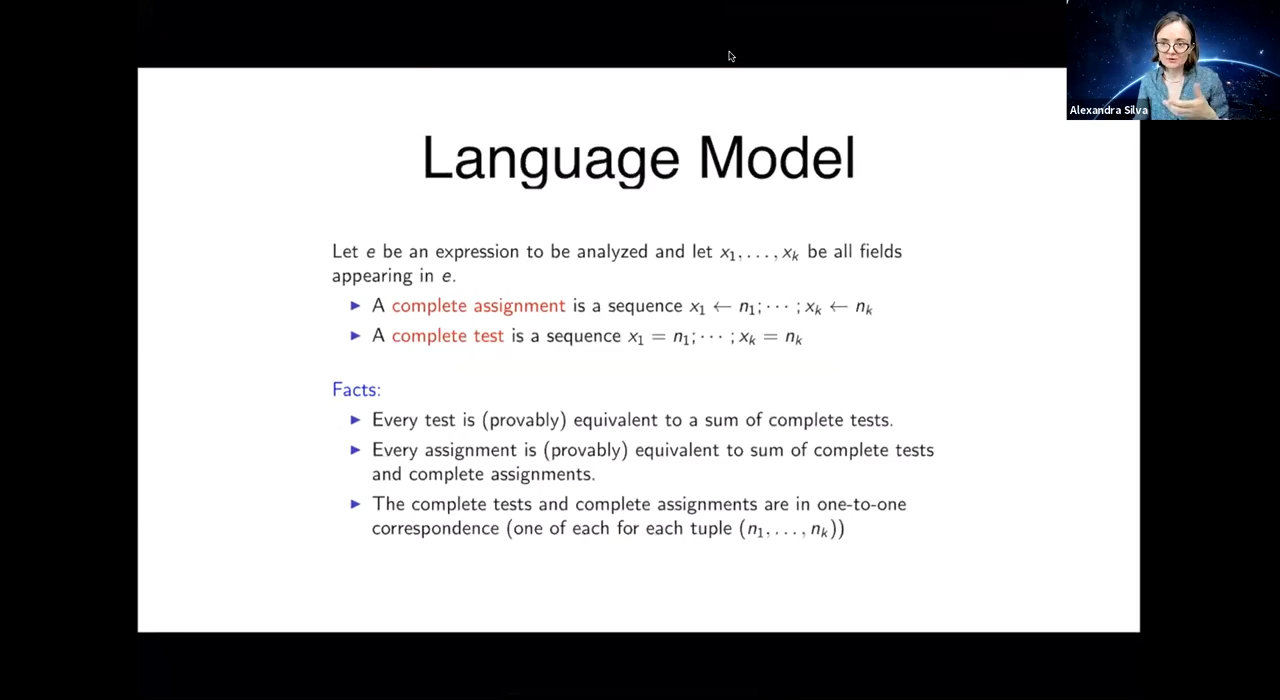 Alexandra Silva
Language Model
Let e be an expression to be analyzed and let x₁, . . . , xₖ be all fields
appearing in e.
▶ A complete assignment is a sequence x₁ ← n₁; · · · ; xₖ ← nₖ
▶ A complete test is a sequence x₁ = n₁; · · · ; xₖ = nₖ
Facts:
▶ Every test is (provably) equivalent to a sum of complete tests.
▶ Every assignment is (provably) equivalent to sum of complete tests
and complete assignments.
▶ The complete tests and complete assignments are in one-to-one
correspondence (one of each for each tuple (n₁, . . . , nₖ))